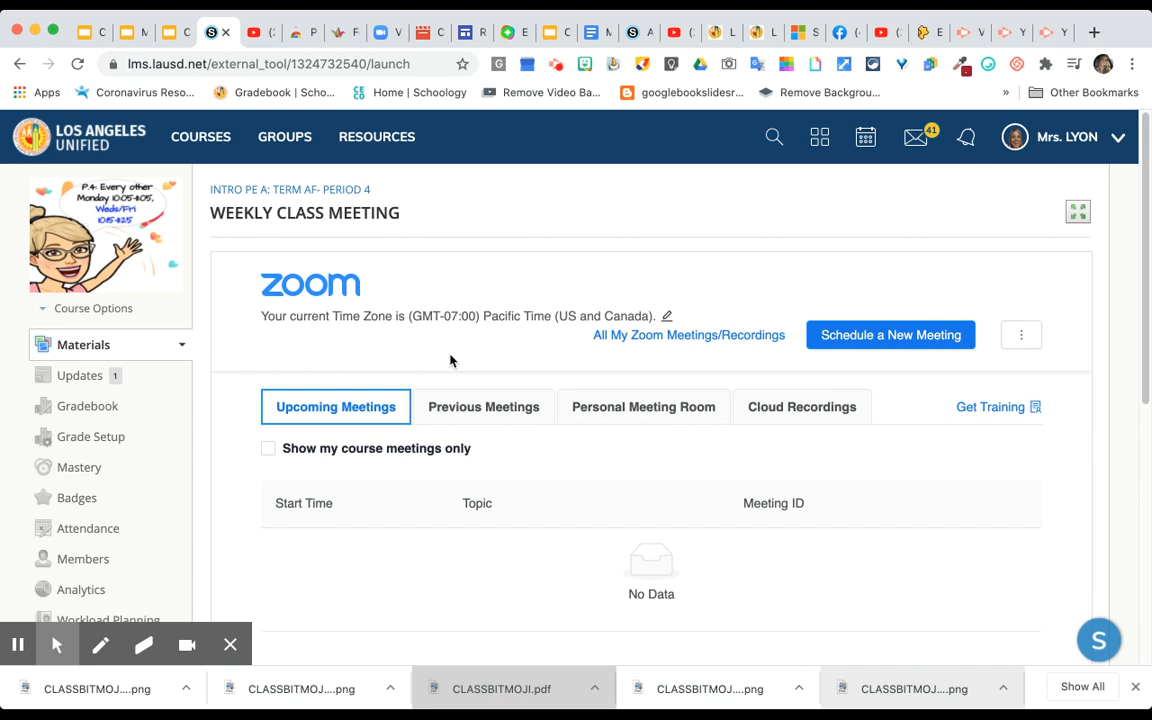 lms.lausd.net/external_tool/1324732540/launch
Apps
Coronavirus Reso...
Gradebook | Scho...
Home | Schoology
Remove Video Ba...
googlebookslidesr...
Remove Backgrou...
»
Other Bookmarks
LOS ANGELES
UNIFIED
COURSES
GROUPS
RESOURCES
41
Mrs. LYON
P.4: Every other
Monday 10:05-11:05,
Weds/Fri
INTRO PE A: TERM AF- PERIOD 4
WEEKLY CLASS MEETING
zoom
Your current Time Zone is (GMT-07:00) Pacific Time (US and Canada).
All My Zoom Meetings/Recordings
Schedule a New Meeting
Course Options
Materials
Updates 1
Gradebook
Grade Setup
Mastery
Badges
Attendance
Members
Analytics
Workload Planning
Upcoming Meetings
Previous Meetings
Personal Meeting Room
Cloud Recordings
Get Training
Show my course meetings only
Start Time
Topic
Meeting ID
No Data
S
CLASSBITMOJ....png
CLASSBITMOJ....png
CLASSBITMOJI.pdf
CLASSBITMOJ....png
CLASSBITMOJ....png
Show All